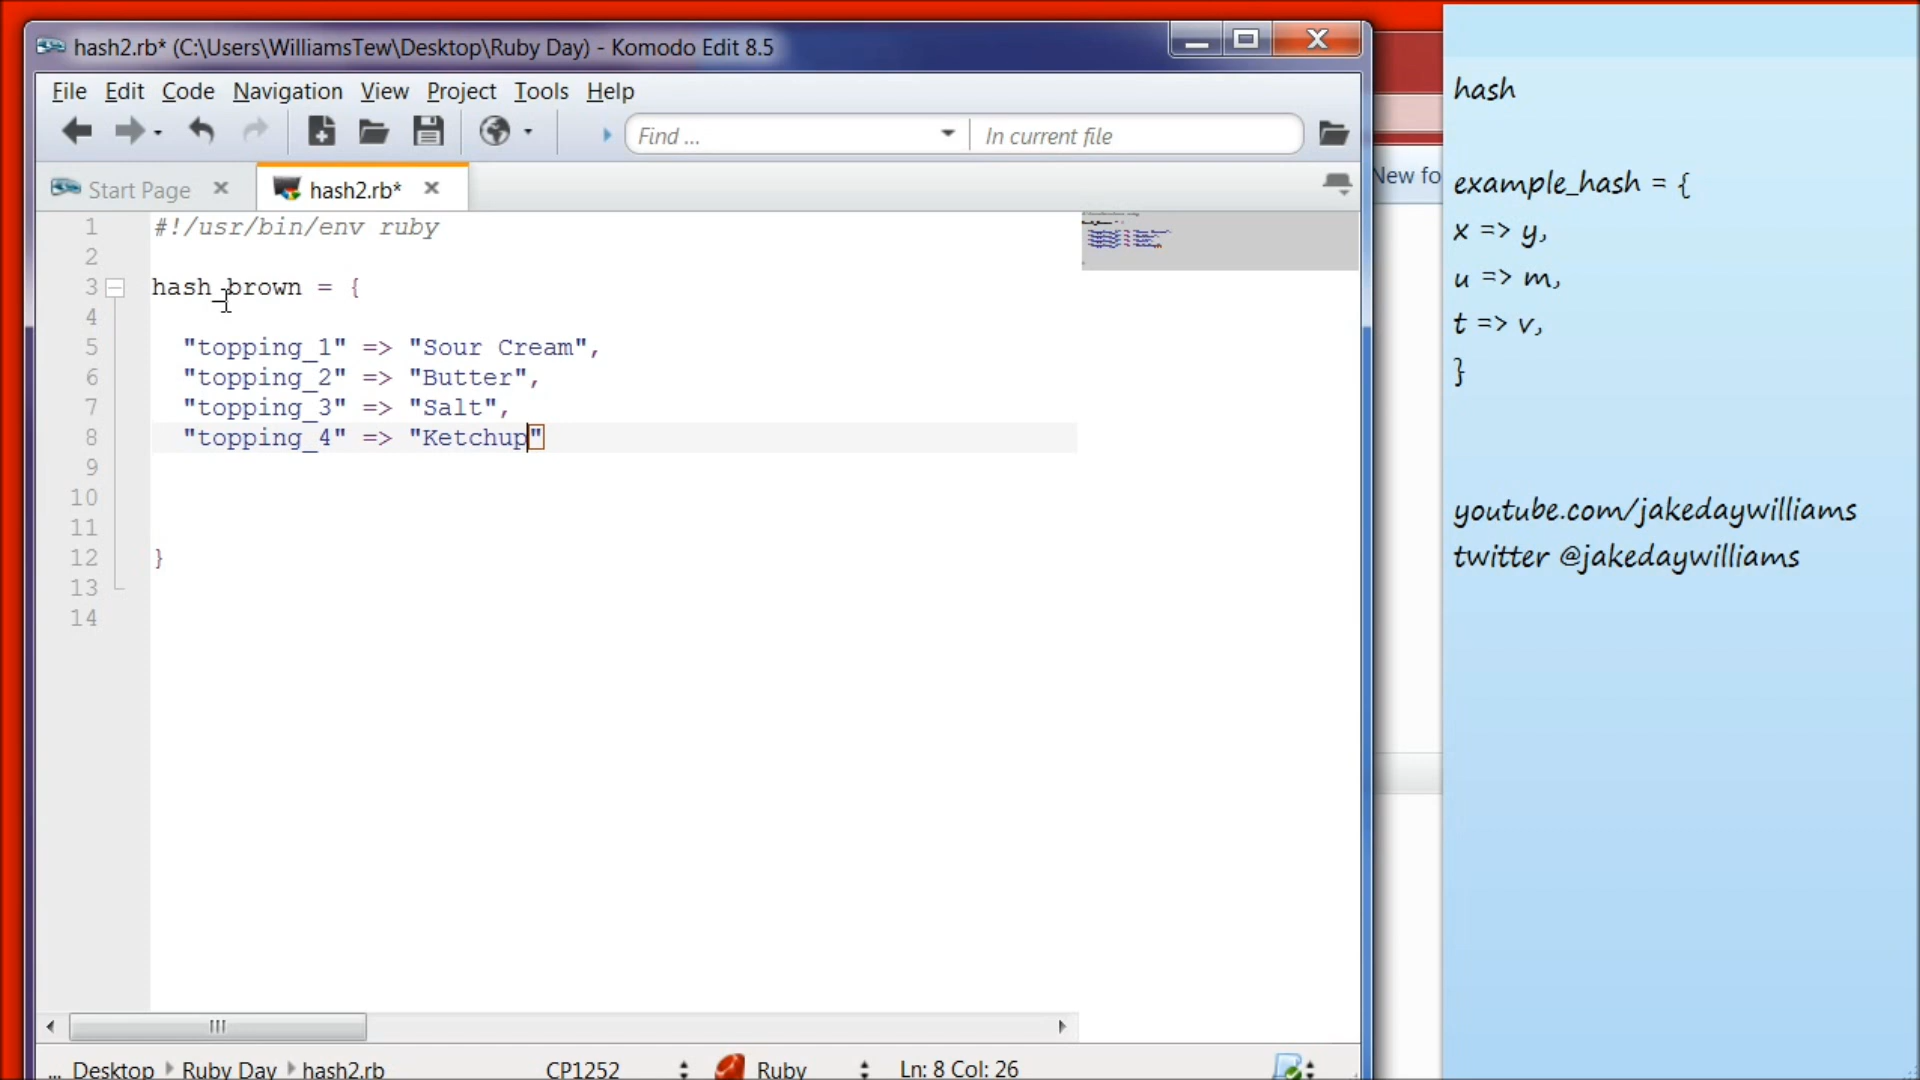 hash2.rb* (C:\Users\WilliamsTew\Desktop\Ruby Day) - Komodo Edit 8.5
File Edit Code Navigation View Project Tools Help
Find ...
In current file
Start Page
hash2.rb*
New fo
1 #!/usr/bin/env ruby
2
3 hash_brown = {
4
5 "topping_1" => "Sour Cream",
6 "topping_2" => "Butter",
7 "topping_3" => "Salt",
8 "topping_4" => "Ketchup"
9
10
11
12 }
13
14
... Desktop Ruby Day hash2.rb CP1252 Ruby Ln: 8 Col: 26
hash
example_hash = {
x => y,
u => m,
t => v,
}
youtube.com/jakedaywilliams
twitter @jakedaywilliams